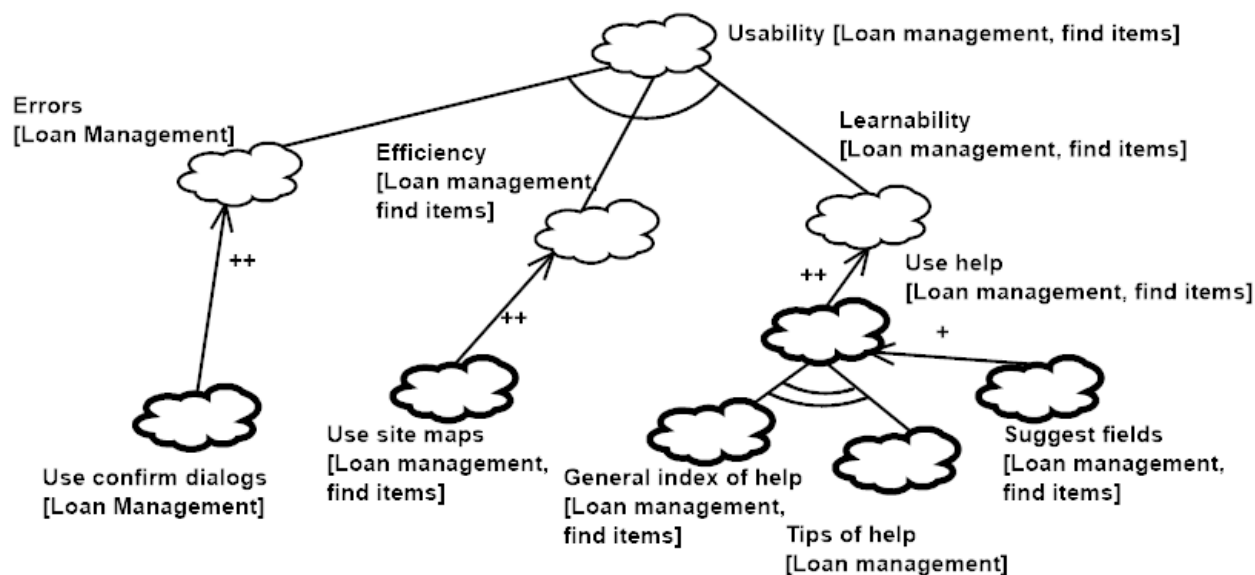 Usability [Loan management, find items]
Errors
[Loan Management]
Efficiency
[Loan management,
find items]
Learnability
[Loan management, find items]
++
++
++
Use help
[Loan management, find items]
+
Use confirm dialogs
[Loan Management]
Use site maps
[Loan management,
find items]
General index of help
[Loan management,
find items]
Tips of help
[Loan management]
Suggest fields
[Loan management,
find items]